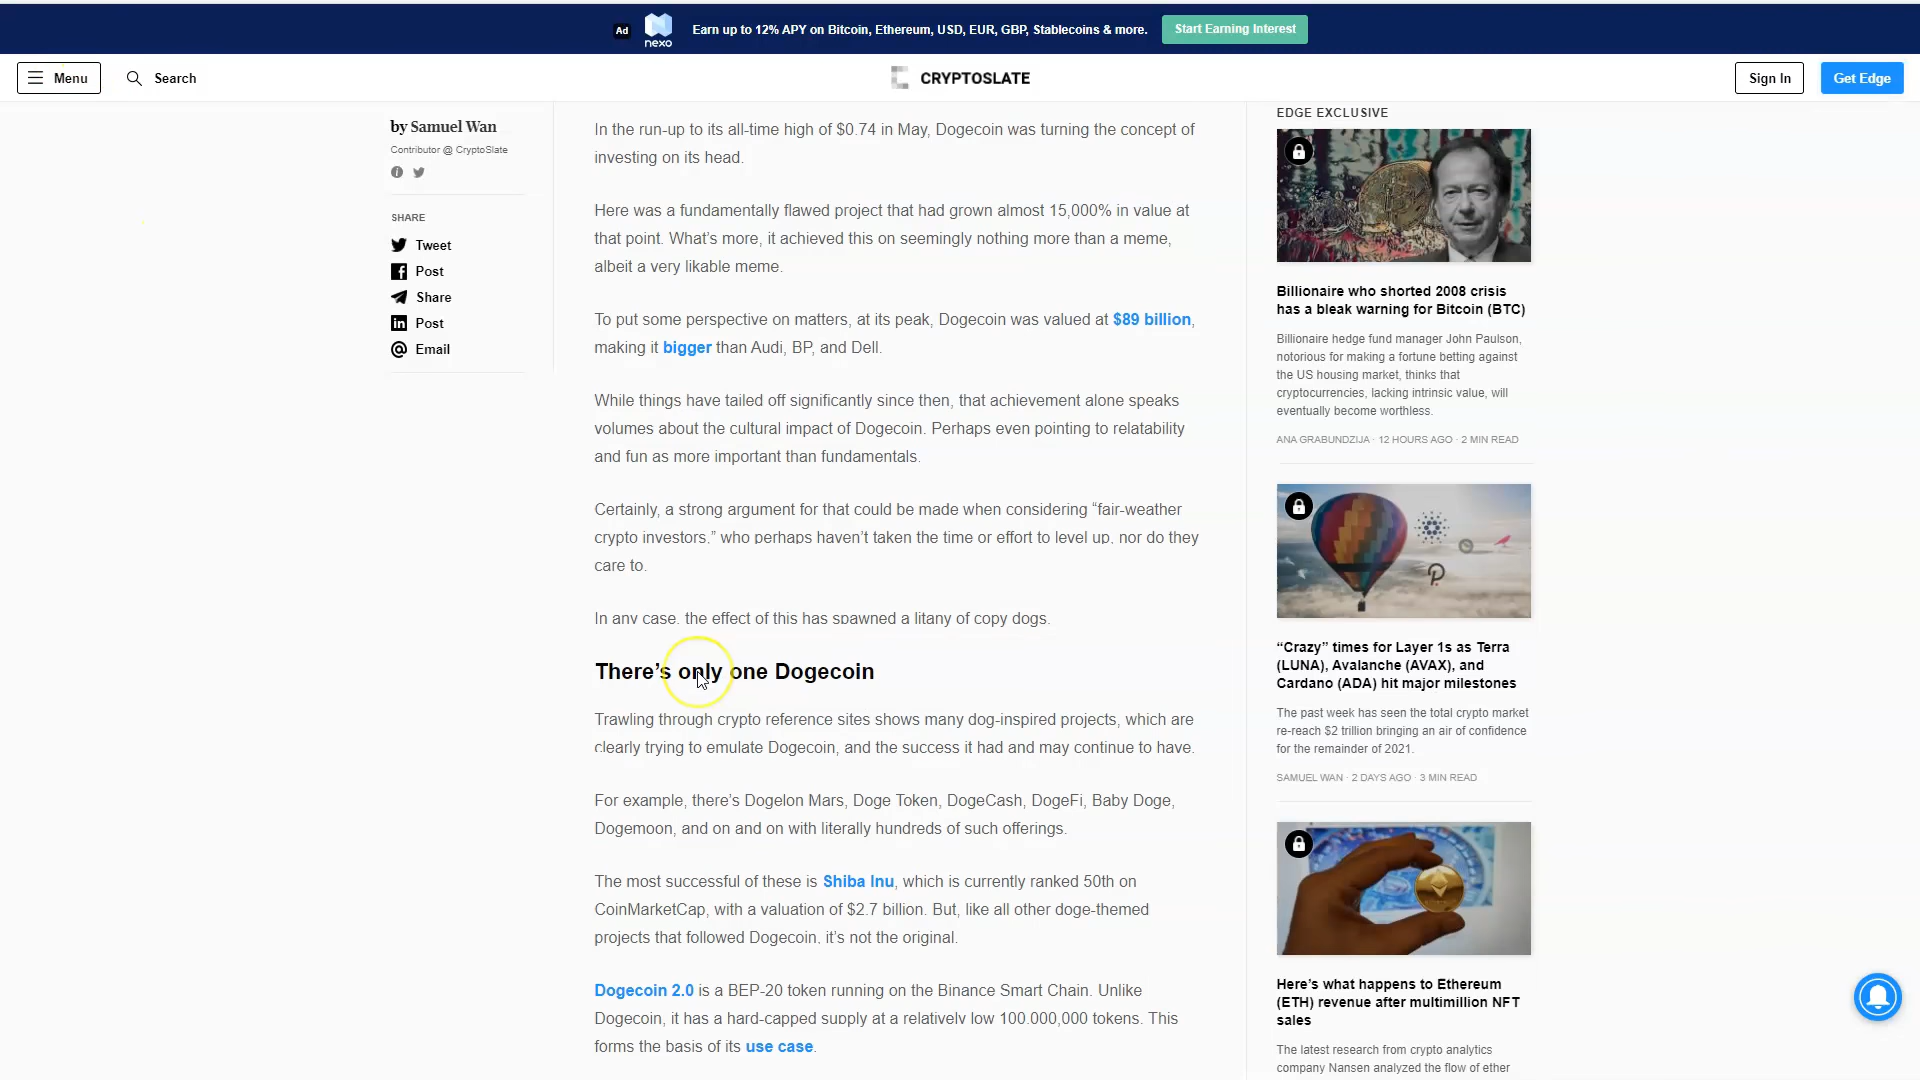 Ad
nexo
Earn up to 12% APY on Bitcoin, Ethereum, USD, EUR, GBP, Stablecoins & more.
Start Earning Interest
Menu
Search
CRYPTOSLATE
Sign In
Get Edge
by Samuel Wan
Contributor @ CryptoSlate
SHARE
Tweet
Post
Share
Post
Email
In the run-up to its all-time high of $0.74 in May, Dogecoin was turning the concept of
investing on its head.
Here was a fundamentally flawed project that had grown almost 15,000% in value at
that point. What's more, it achieved this on seemingly nothing more than a meme,
albeit a very likable meme.
To put some perspective on matters, at its peak, Dogecoin was valued at $89 billion,
making it bigger than Audi, BP, and Dell.
While things have tailed off significantly since then, that achievement alone speaks
volumes about the cultural impact of Dogecoin. Perhaps even pointing to relatability
and fun as more important than fundamentals.
Certainly, a strong argument for that could be made when considering “fair-weather
crypto investors,” who perhaps haven't taken the time or effort to level up, nor do they
care to.
In any case, the effect of this has spawned a litany of copy dogs.
There's only one Dogecoin
Trawling through crypto reference sites shows many dog-inspired projects, which are
clearly trying to emulate Dogecoin, and the success it had and may continue to have.
For example, there's Dogelon Mars, Doge Token, DogeCash, DogeFi, Baby Doge,
Dogemoon, and on and on with literally hundreds of such offerings.
The most successful of these is Shiba Inu, which is currently ranked 50th on
CoinMarketCap, with a valuation of $2.7 billion. But, like all other doge-themed
projects that followed Dogecoin, it's not the original.
Dogecoin 2.0 is a BEP-20 token running on the Binance Smart Chain. Unlike
Dogecoin, it has a hard-capped supply at a relatively low 100,000,000 tokens. This
forms the basis of its use case.
EDGE EXCLUSIVE
Billionaire who shorted 2008 crisis
has a bleak warning for Bitcoin (BTC)
Billionaire hedge fund manager John Paulson,
notorious for making a fortune betting against
the US housing market, thinks that
cryptocurrencies, lacking intrinsic value, will
eventually become worthless.
ANA GRABUNDZIJA · 12 HOURS AGO · 2 MIN READ
“Crazy” times for Layer 1s as Terra
(LUNA), Avalanche (AVAX), and
Cardano (ADA) hit major milestones
The past week has seen the total crypto market
re-reach $2 trillion bringing an air of confidence
for the remainder of 2021.
SAMUEL WAN · 2 DAYS AGO · 3 MIN READ
Here's what happens to Ethereum
(ETH) revenue after multimillion NFT
sales
The latest research from crypto analytics
company Nansen analyzed the flow of ether